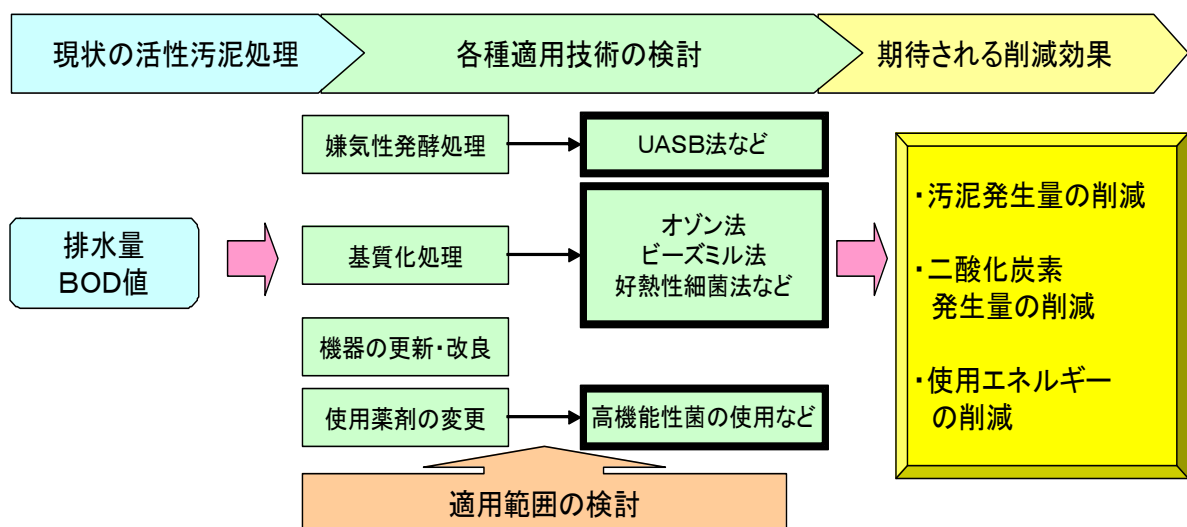 現状の活性汚泥処理
各種適用技術の検討
期待される削減効果
嫌気性発酵処理
UASB法など
排水量
BOD値
基質化処理
オゾン法
ビーズミル法
好熱性細菌法など
機器の更新・改良
使用薬剤の変更
高機能性菌の使用など
適用範囲の検討
・汚泥発生量の削減
・二酸化炭素
発生量の削減
・使用エネルギー
の削減